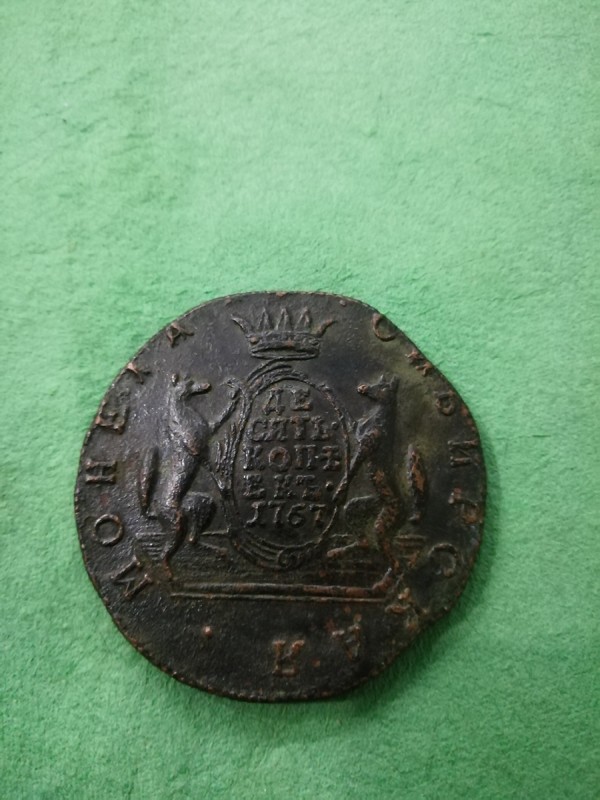 МОНЕТА СИБИРСКАЯ
ДЕ
СЯТЬ·
КОПѢ
ЕКЪ·
1767